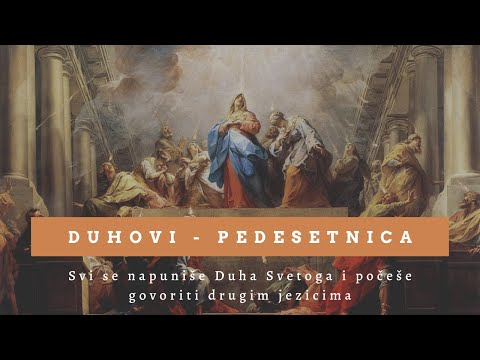 DUHOVI - PEDESETNICA
Svi se napuniše Duha Svetoga i počeše
govoriti drugim jezicima